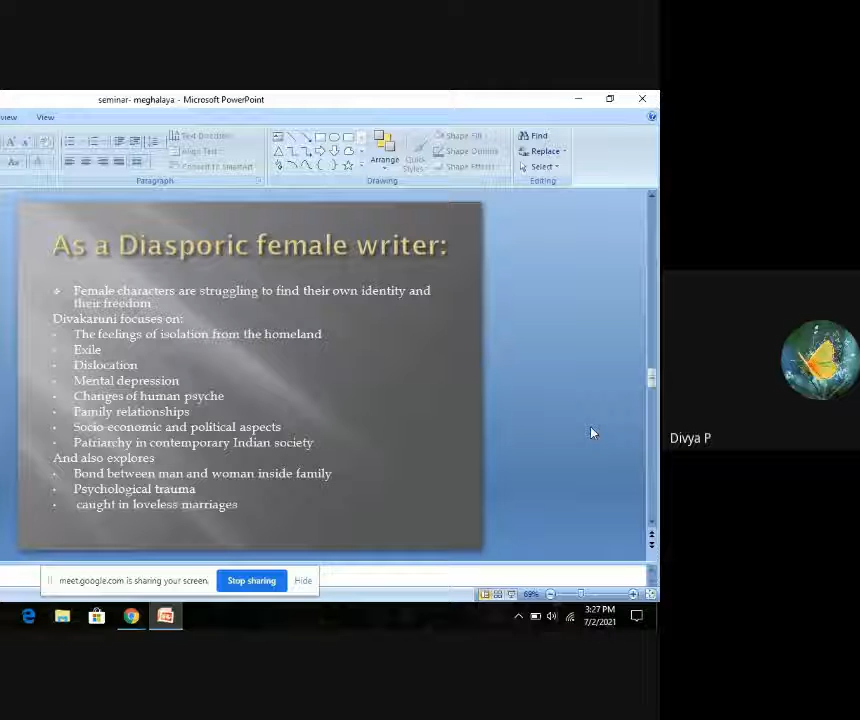 seminar- meghalaya - Microsoft PowerPoint
view
View
Text Direction
Align Text
Convert to SmartArt
Paragraph
Arrange
Quick
Styles
Shape Fill
Shape Outline
Shape Effects
Drawing
Find
Replace
Select
Editing
As a Diasporic female writer:
Female characters are struggling to find their own identity and
their freedom
Divakaruni focuses on:
- The feelings of isolation from the homeland
- Exile
- Dislocation
- Mental depression
- Changes of human psyche
- Family relationships
- Socio-economic and political aspects
- Patriarchy in contemporary Indian society
And also explores
- Bond between man and woman inside family
- Psychological trauma
- caught in loveless marriages
Divya P
meet.google.com is sharing your screen.
Stop sharing
Hide
69%
3:27 PM
7/2/2021